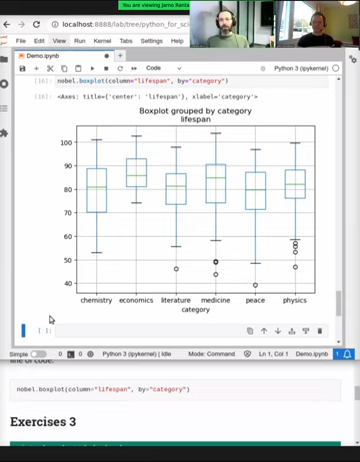 You are viewing Jarno Ranta
localhost:8888/lab/tree/python_for_sci
File Edit View Run Kernel Tabs Settings Help
Demo.ipynb
Code
Python 3 (ipykernel)
[16]: nobel.boxplot(column="lifespan", by="category")
[16]: <Axes: title={'center': 'lifespan'}, xlabel='category'>
Boxplot grouped by category
lifespan
100
90
80
70
60
50
40
chemistry economics literature medicine peace physics
category
[ ]:
Simple 0 Python 3 (ipykernel) | Idle Mode: Command Ln 1, Col 1 Demo.ipynb 1
line of code:
nobel.boxplot(column="lifespan", by="category")
Exercises 3